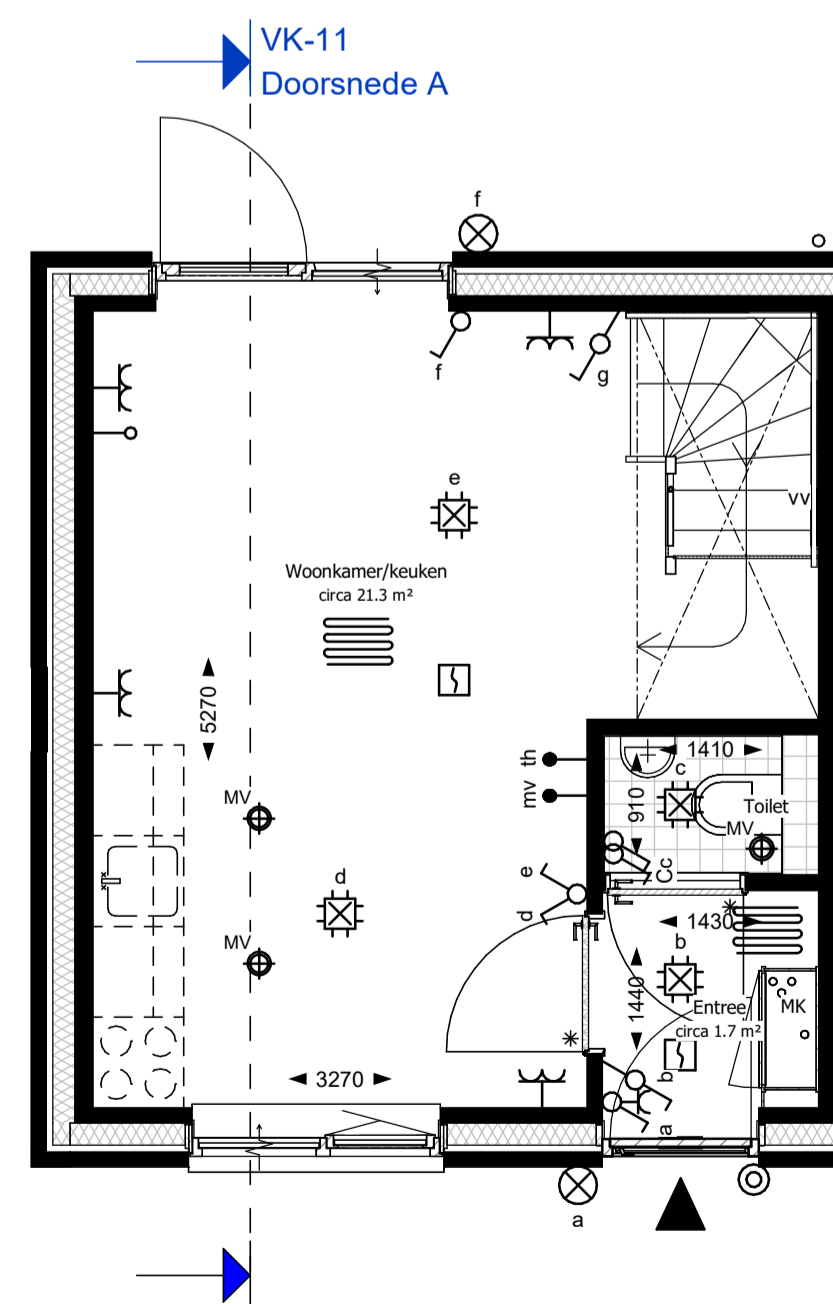 VK-11
Doorsnede A
f
f
g
e
vv
Woonkamer/keuken
circa 21.3 m²
5270
th
mv
1410
c
910
Toilet
MV
MV
Cc
e
d
d
MV
1430
b
1440
Entree
circa 1.7 m²
MK
c
3270
b
a
a